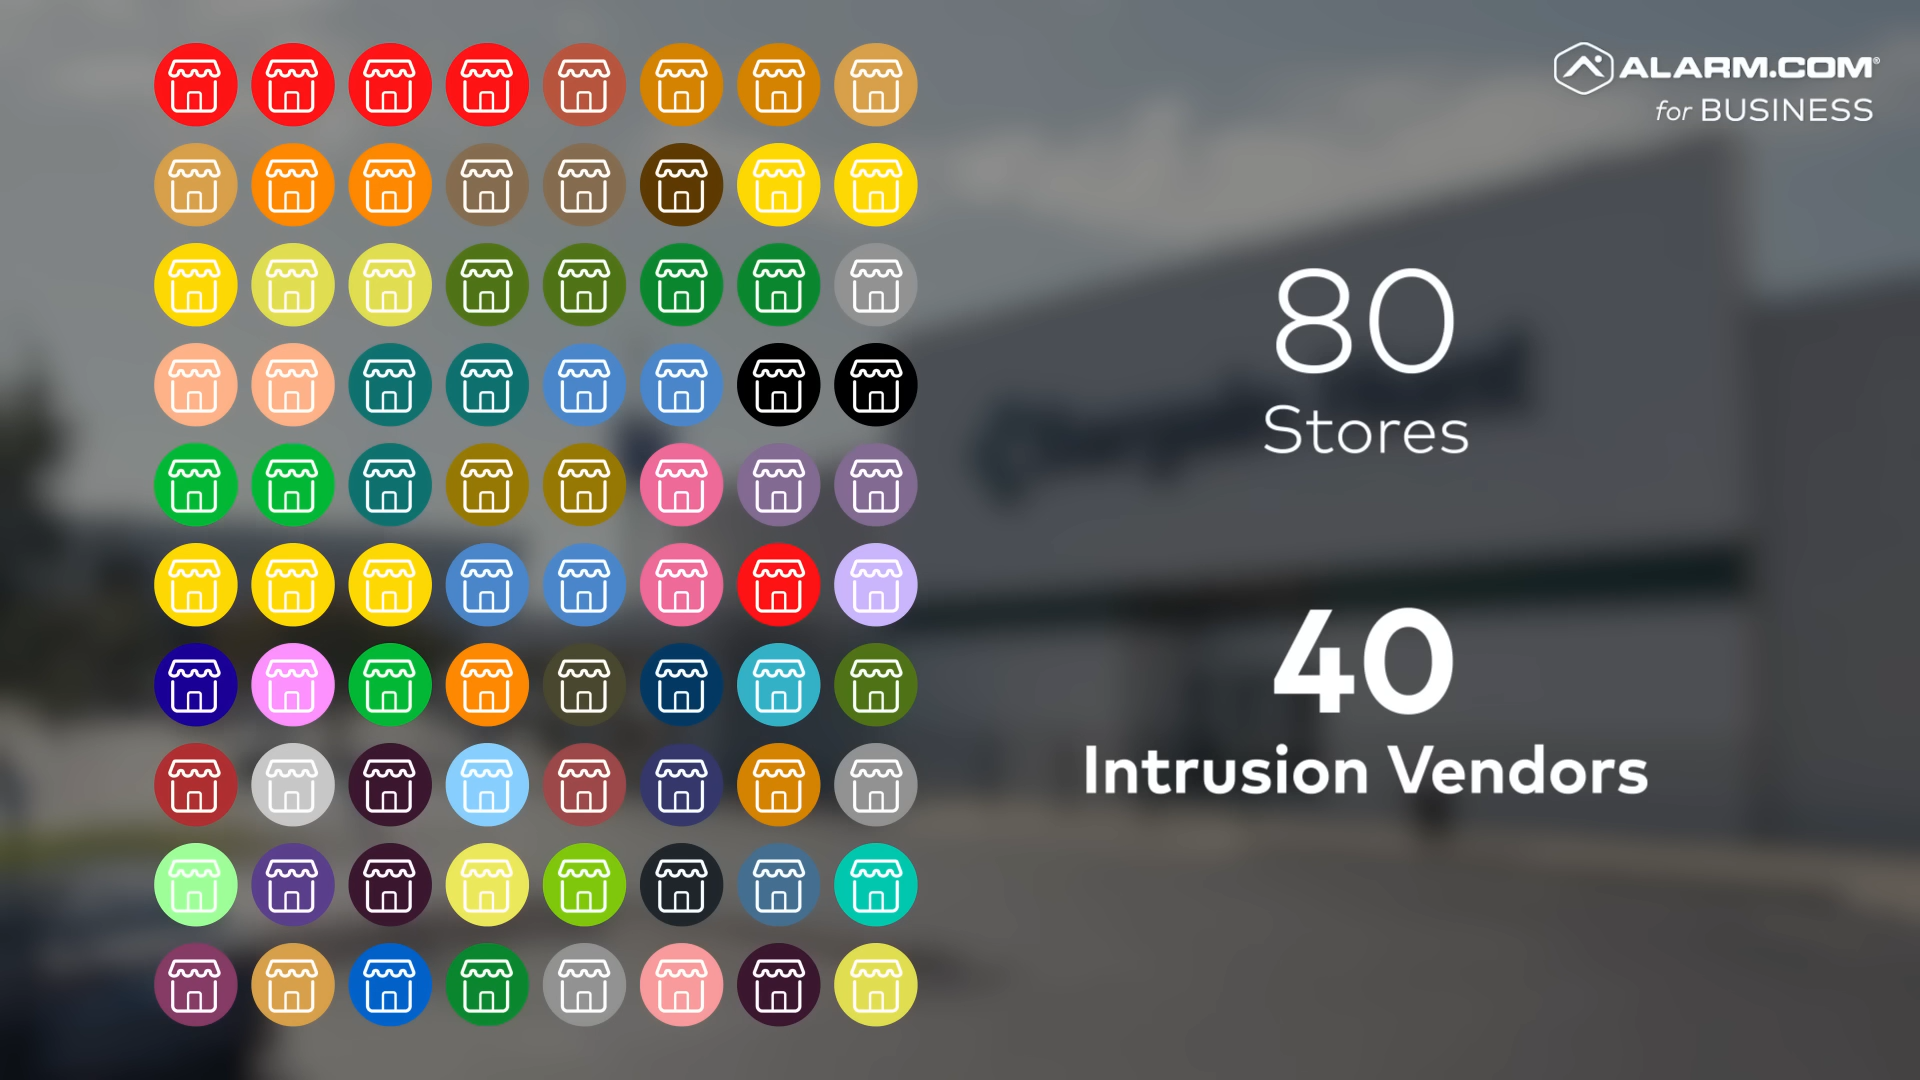 ALARM.COM®
for BUSINESS
80
Stores
40
Intrusion Vendors